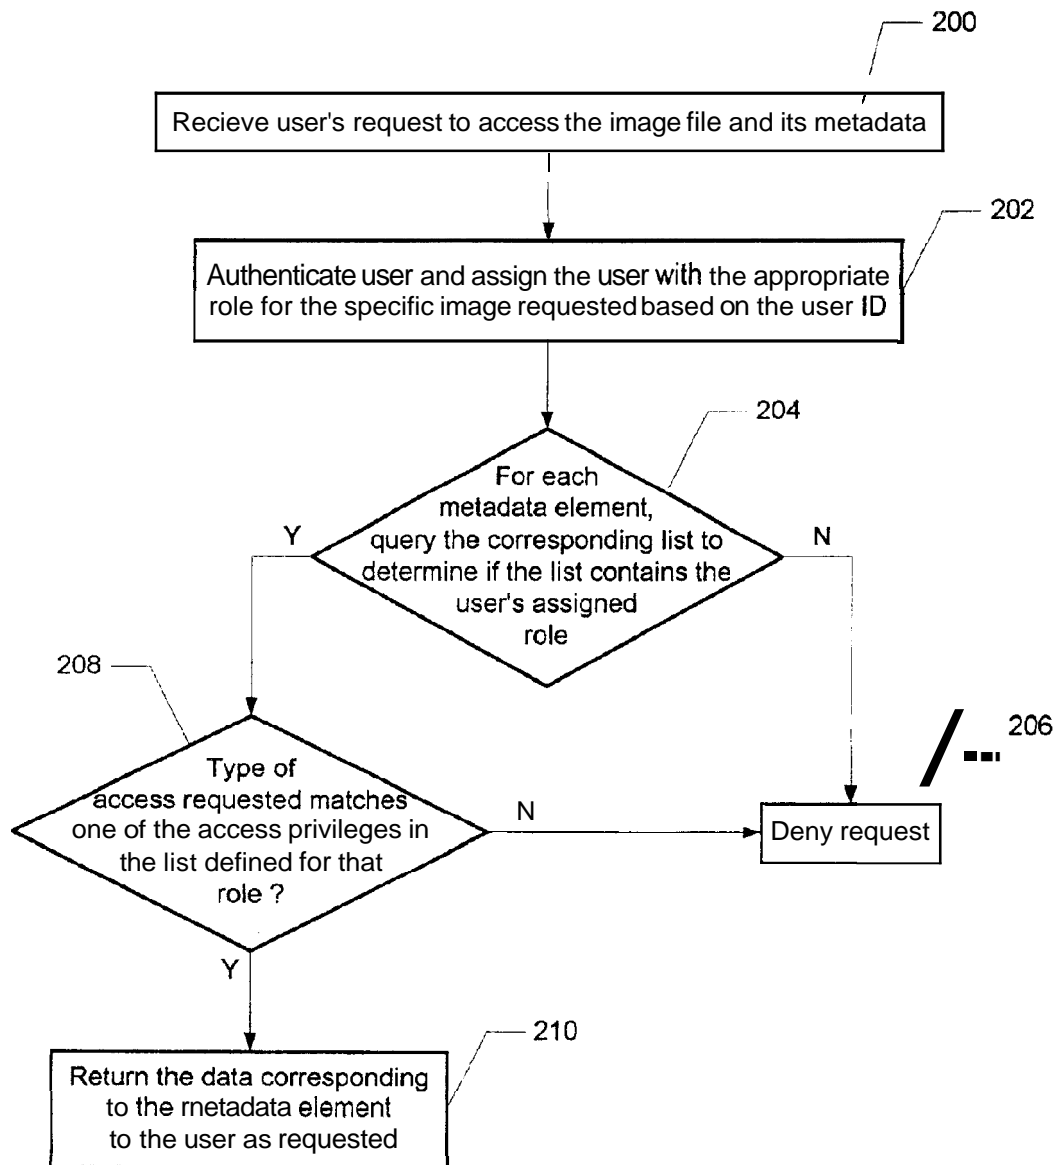 200
Recieve user's request to access the image file and its metadata
202
Authenticate user and assign the user with the appropriate
role for the specific image requested based on the user ID
204
For each
metadata element,
query the corresponding list to
determine if the list contains the
user's assigned
role
Y
N
208
206
Type of
access requested matches
one of the access privileges in
the list defined for that
role ?
N
Deny request
Y
210
Return the data corresponding
to the metadata element
to the user as requested